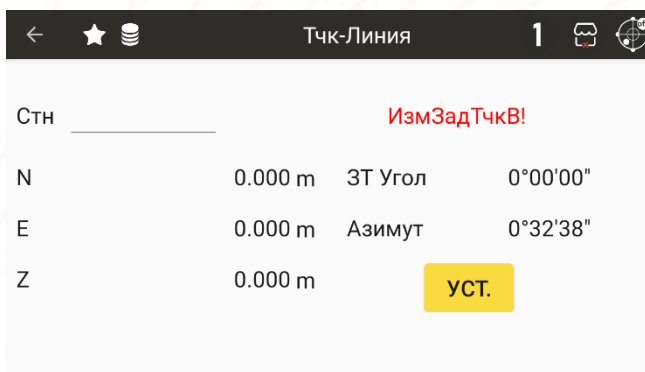 Тчк-Линия 1
Стн ИзмЗадТчкВ!
N 0.000 m ЗТ Угол 0°00'00"
E 0.000 m Азимут 0°32'38"
Z 0.000 m УСТ.